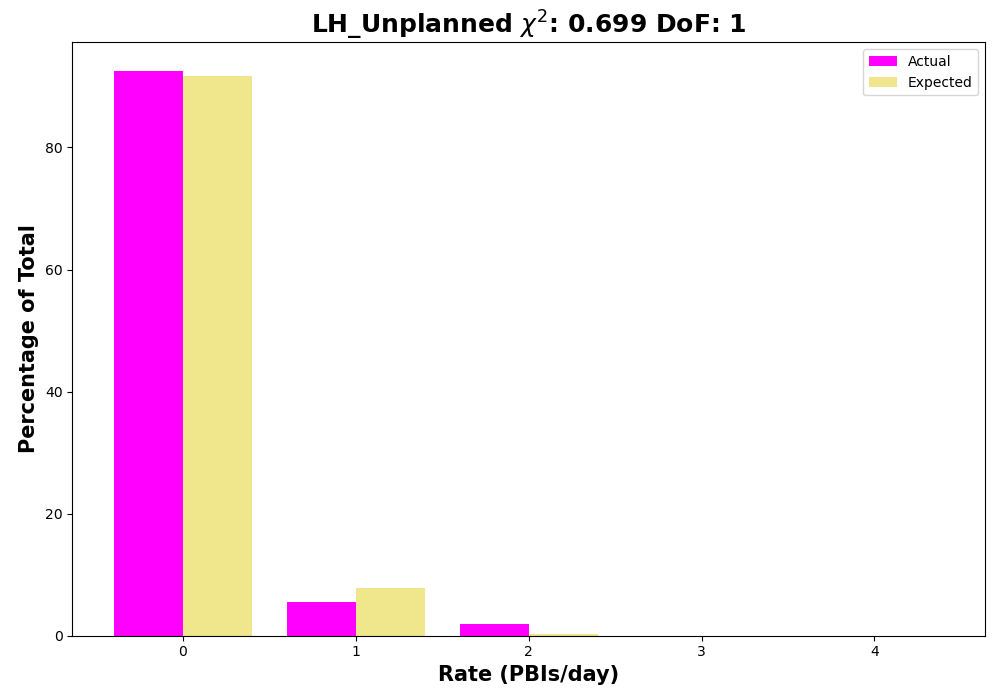 LH_Unplanned χ²: 0.699 DoF: 1
Actual
Expected
Percentage of Total
80
60
40
20
0
0 1 2 3 4
Rate (PBIs/day)